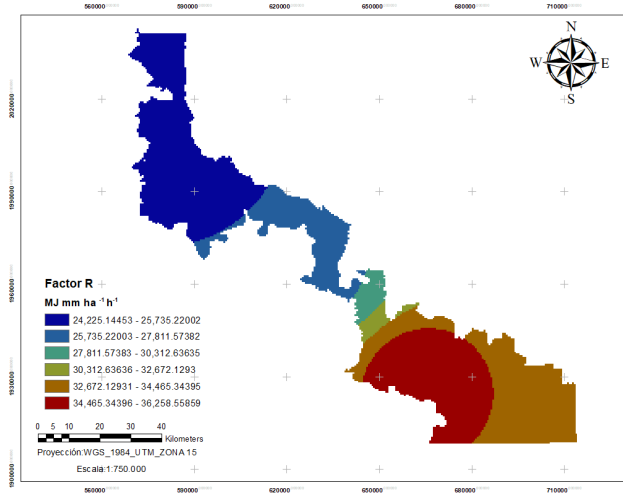 560000 590000 620000 650000 680000 710000
N
W E
S
2020000
1990000
1960000
1930000
1900000
Factor R
MJ mm ha ⁻¹ h⁻¹
24,225.14453 - 25,735.22002
25,735.22003 - 27,811.57382
27,811.57383 - 30,312.63635
30,312.63636 - 32,672.1293
32,672.12931 - 34,465.34395
34,465.34396 - 36,258.55859
0 5 10 20 30 40
Kilometers
Proyección:WGS_1984_UTM_ZONA 15
Escala:1:750.000
560000 590000 620000 650000 680000 710000